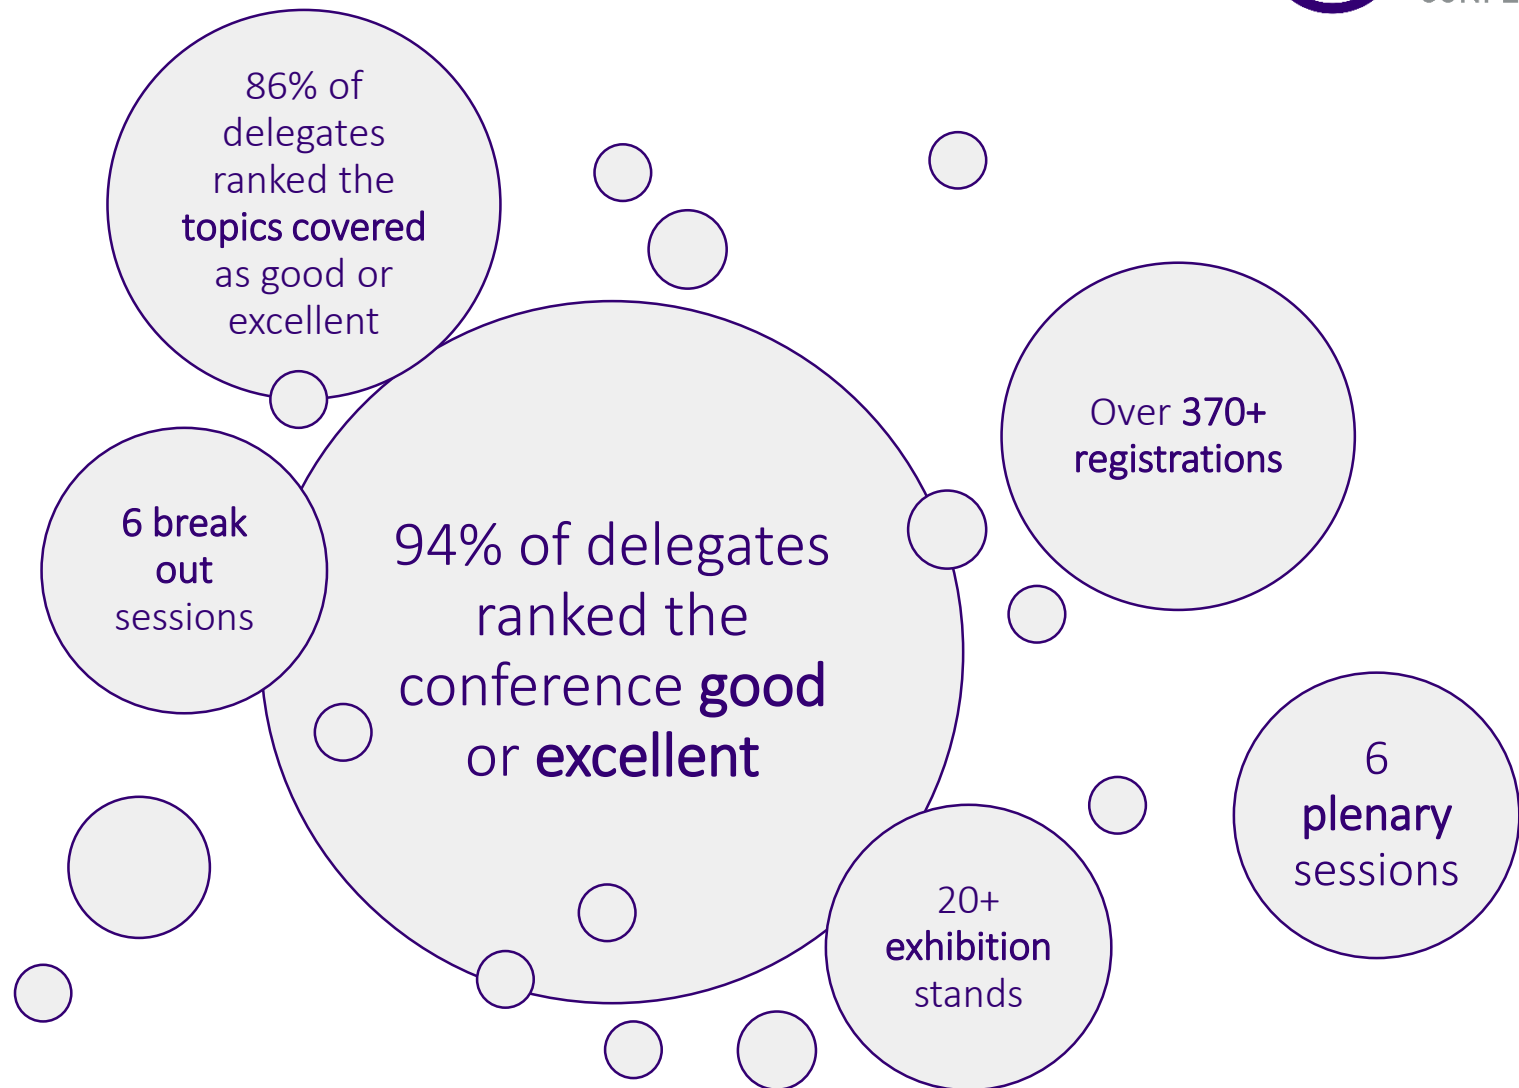 86% of
delegates
ranked the
topics covered
as good or
excellent
Over 370+
registrations
6 break
out
sessions
94% of delegates
ranked the
conference good
or excellent
6
plenary
sessions
20+
exhibition
stands